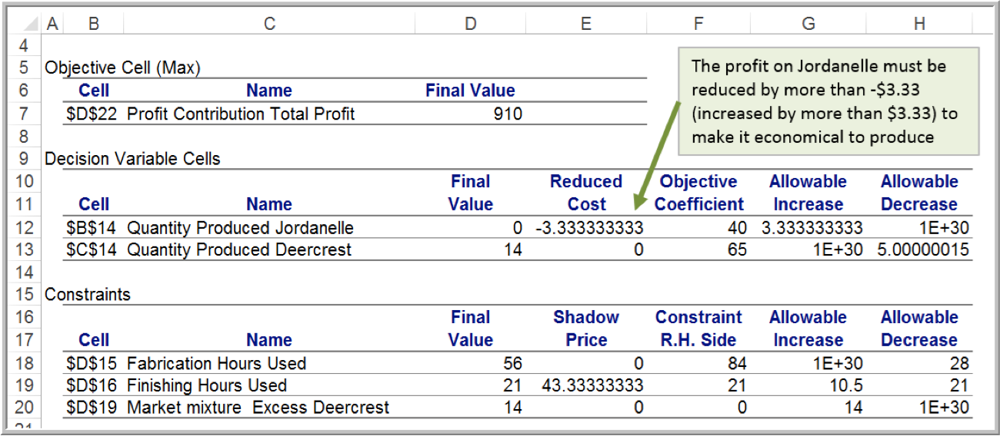 A B C D E F G H
4
5 Objective Cell (Max)
6 Cell Name Final Value
7 $D$22 Profit Contribution Total Profit 910
The profit on Jordanelle must be
reduced by more than -$3.33
(increased by more than $3.33) to
make it economical to produce
8
9 Decision Variable Cells
10 Final Reduced Objective Allowable Allowable
11 Cell Name Value Cost Coefficient Increase Decrease
12 $B$14 Quantity Produced Jordanelle 0 -3.333333333 40 3.333333333 1E+30
13 $C$14 Quantity Produced Deercrest 14 0 65 1E+30 5.00000015
14
15 Constraints
16 Final Shadow Constraint Allowable Allowable
17 Cell Name Value Price R.H. Side Increase Decrease
18 $D$15 Fabrication Hours Used 56 0 84 1E+30 28
19 $D$16 Finishing Hours Used 21 43.33333333 21 10.5 21
20 $D$19 Market mixture Excess Deercrest 14 0 0 14 1E+30